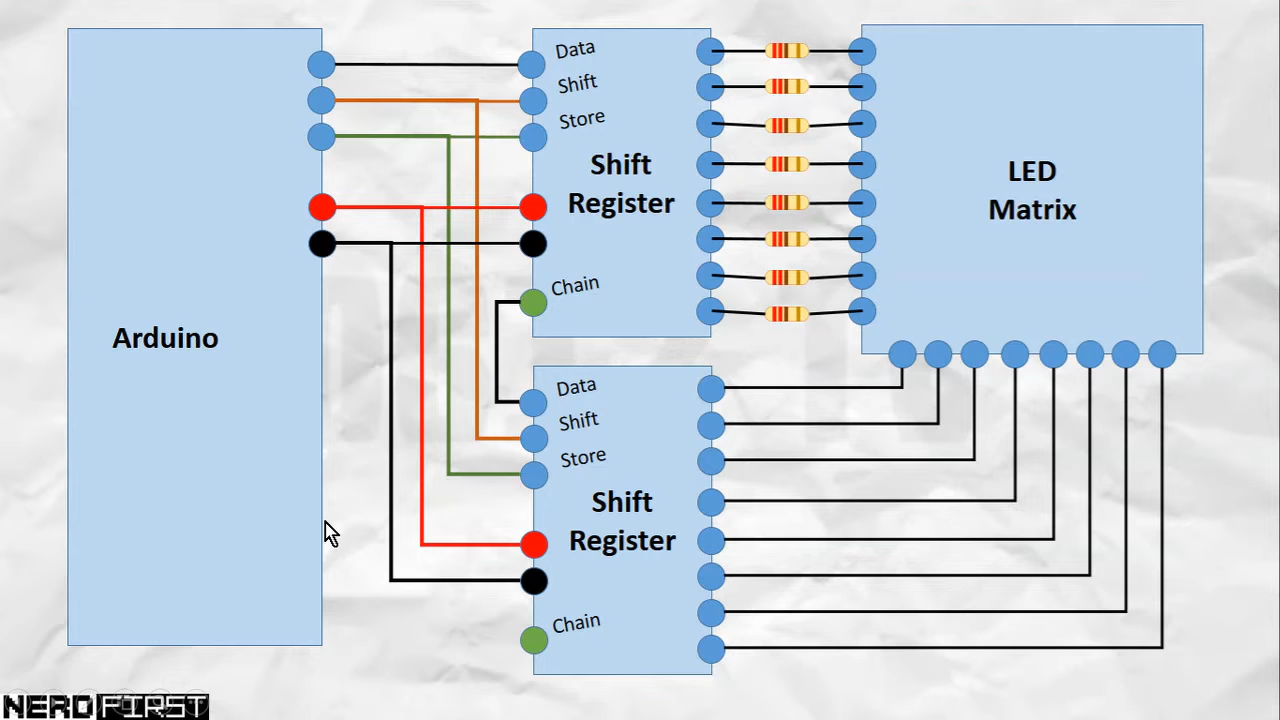 Arduino
Data
Shift
Store
Shift
Register
Chain
LED
Matrix
Data
Shift
Store
Shift
Register
Chain
NERDFIRST